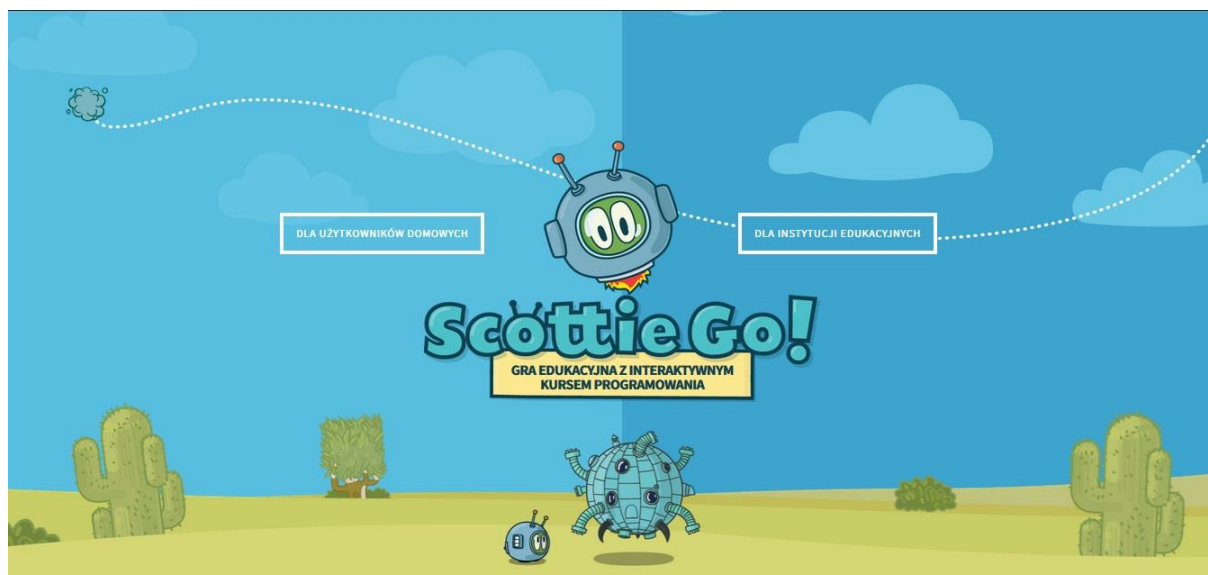 DLA UŻYTKOWNIKÓW DOMOWYCH
DLA INSTYTUCJI EDUKACYJNYCH
Scottie Go!
GRA EDUKACYJNA Z INTERAKTYWNYM
KURSEM PROGRAMOWANIA